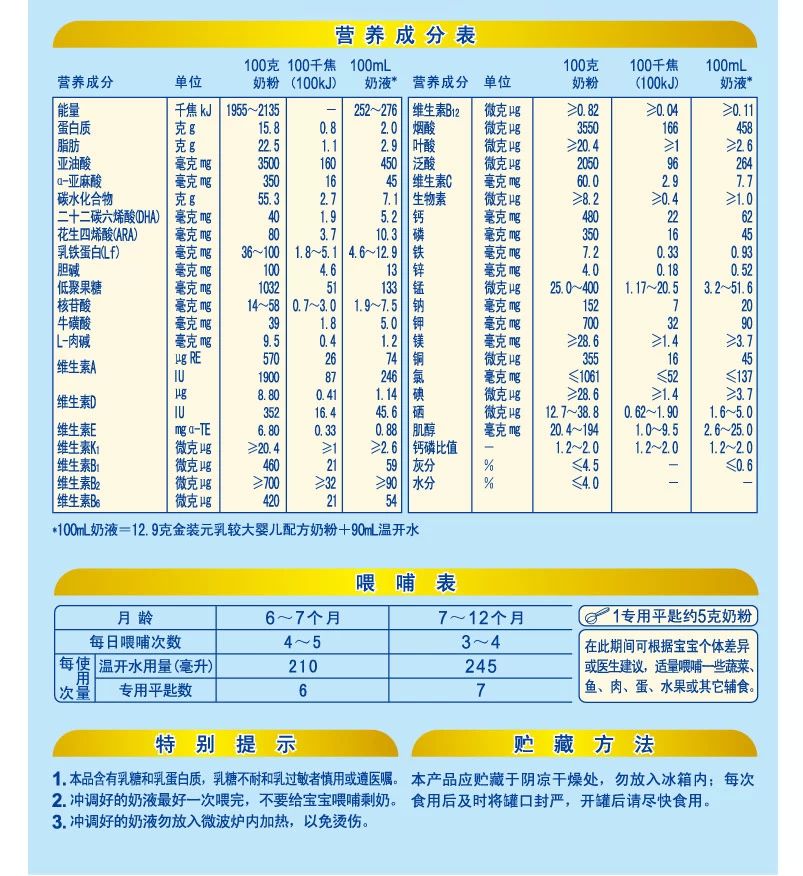 营养成分表
营养成分 单位 100克奶粉 100千焦(100kJ) 100mL奶液*
能量 千焦 kJ 1955～2135 － 252～276
蛋白质 克 g 15.8 0.8 2.0
脂肪 克 g 22.5 1.1 2.9
亚油酸 毫克 mg 3500 160 450
α-亚麻酸 毫克 mg 350 16 45
碳水化合物 克 g 55.3 2.7 7.1
二十二碳六烯酸(DHA) 毫克 mg 40 1.9 5.2
花生四烯酸(ARA) 毫克 mg 80 3.7 10.3
乳铁蛋白(Lf) 毫克 mg 36～100 1.8～5.1 4.6～12.9
胆碱 毫克 mg 100 4.6 13
低聚果糖 毫克 mg 1032 51 133
核苷酸 毫克 mg 14～58 0.7～3.0 1.9～7.5
牛磺酸 毫克 mg 39 1.8 5.0
L-肉碱 毫克 mg 9.5 0.4 1.2
维生素A μg RE 570 26 74
IU 1900 87 246
维生素D μg 8.80 0.41 1.14
IU 352 16.4 45.6
维生素E mg α-TE 6.80 0.33 0.88
维生素K₁ 微克 μg ≥20.4 ≥1 ≥2.6
维生素B₁ 微克 μg 460 21 59
维生素B₂ 微克 μg ≥700 ≥32 ≥90
维生素B₆ 微克 μg 420 21 54
营养成分 单位 100克奶粉 100千焦(100kJ) 100mL奶液*
维生素B₁₂ 微克 μg ≥0.82 ≥0.04 ≥0.11
烟酸 微克 μg 3550 166 458
叶酸 微克 μg ≥20.4 ≥1 ≥2.6
泛酸 微克 μg 2050 96 264
维生素C 毫克 mg 60.0 2.9 7.7
生物素 微克 μg ≥8.2 ≥0.4 ≥1.0
钙 毫克 mg 480 22 62
磷 毫克 mg 350 16 45
铁 毫克 mg 7.2 0.33 0.93
锌 毫克 mg 4.0 0.18 0.52
锰 微克 μg 25.0～400 1.17～20.5 3.2～51.6
钠 毫克 mg 152 7 20
钾 毫克 mg 700 32 90
镁 毫克 mg ≥28.6 ≥1.4 ≥3.7
铜 微克 μg 355 16 45
氯 毫克 mg ≤1061 ≤52 ≤137
碘 微克 μg ≥28.6 ≥1.4 ≥3.7
硒 微克 μg 12.7～38.8 0.62～1.90 1.6～5.0
肌醇 毫克 mg 20.4～194 1.0～9.5 2.6～25.0
钙磷比值 － 1.2～2.0 1.2～2.0 1.2～2.0
灰分 % ≤4.5 － ≤0.6
水分 % ≤4.0 － －
*100mL奶液＝12.9克金装元乳较大婴儿配方奶粉＋90mL温开水
喂哺表
月龄 6～7个月 7～12个月
每日喂哺次数 4～5 3～4
每次使用量 温开水用量(毫升) 210 245
专用平匙数 6 7
1专用平匙约5克奶粉
在此期间可根据宝宝个体差异
或医生建议，适量喂哺一些蔬菜、
鱼、肉、蛋、水果或其它辅食。
特别提示
1. 本品含有乳糖和乳蛋白质，乳糖不耐和乳过敏者慎用或遵医嘱。
2. 冲调好的奶液最好一次喂完，不要给宝宝喂哺剩奶。
3. 冲调好的奶液勿放入微波炉内加热，以免烫伤。
贮藏方法
本产品应贮藏于阴凉干燥处，勿放入冰箱内；每次
食用后及时将罐口封严，开罐后请尽快食用。